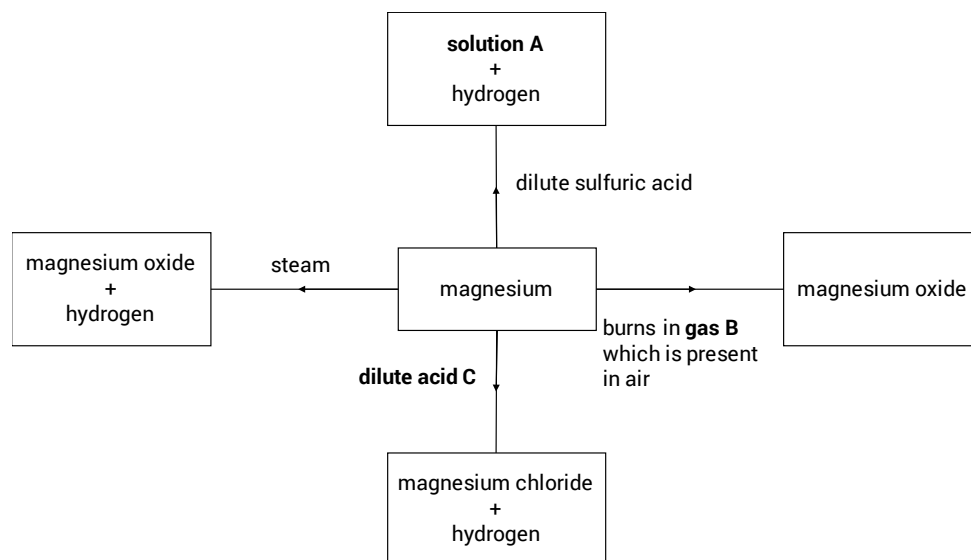 solution A
+
hydrogen
dilute sulfuric acid
magnesium oxide
+
hydrogen
steam
magnesium
burns in gas B
which is present
in air
magnesium oxide
dilute acid C
magnesium chloride
+
hydrogen